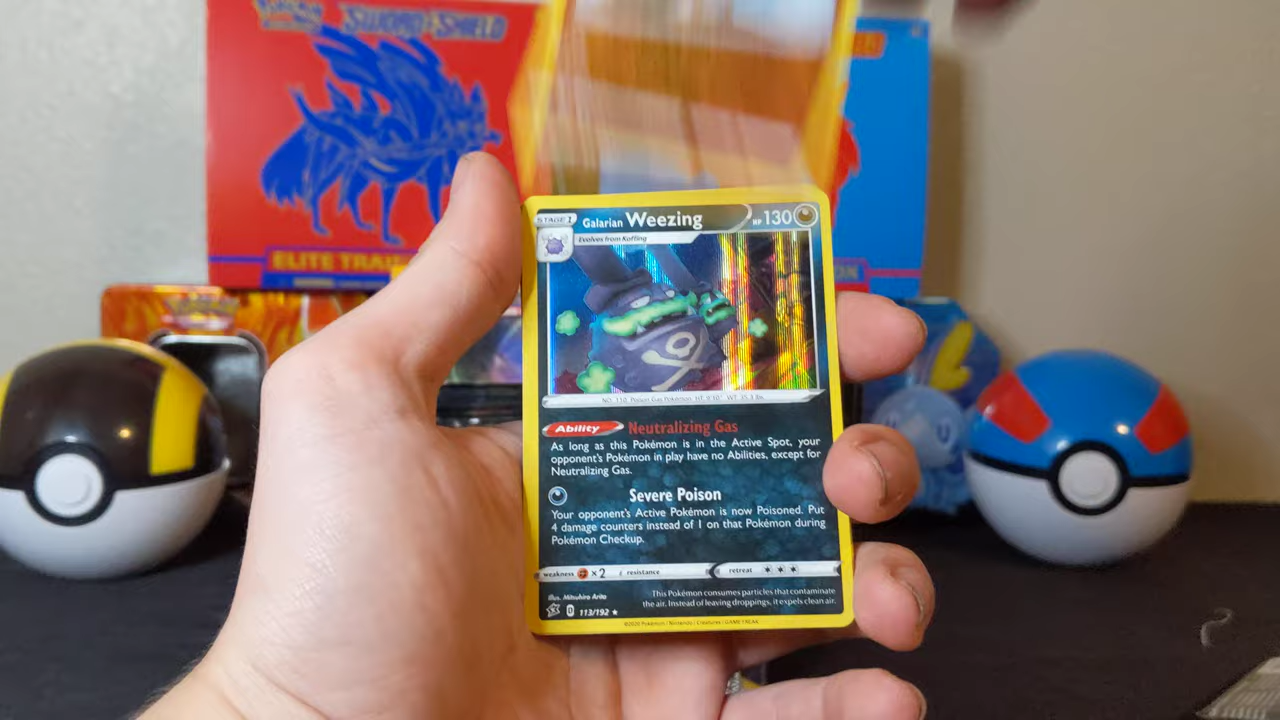 Pokémon
SWORD & SHIELD
ELITE TRAI
STAGE 1
Galarian Weezing
HP 130
Evolves from Koffing
NO. 110 Poison Gas Pokémon HT: 9'10" WT: 35.3 lbs.
Ability Neutralizing Gas
As long as this Pokémon is in the Active Spot, your
opponent's Pokémon in play have no Abilities, except for
Neutralizing Gas.
Severe Poison
Your opponent's Active Pokémon is now Poisoned. Put
4 damage counters instead of 1 on that Pokémon during
Pokémon Checkup.
weakness ×2 resistance retreat
Illus. Mitsuhiro Arita
This Pokémon consumes particles that contaminate
the air. Instead of leaving droppings, it expels clean air.
113/192 ★
©2020 Pokémon / Nintendo / Creatures / GAME FREAK